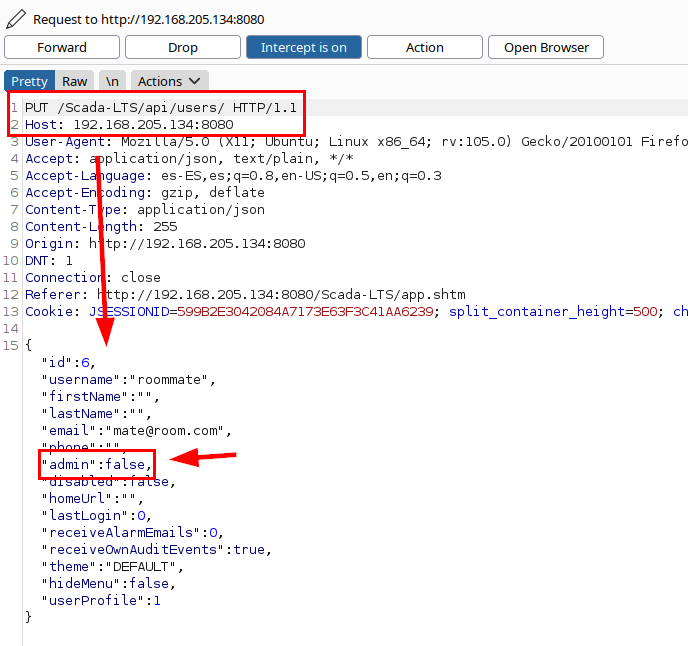 Request to http://192.168.205.134:8080
Forward Drop Intercept is on Action Open Browser
Pretty Raw \n Actions
1 PUT /Scada-LTS/api/users/ HTTP/1.1
2 Host: 192.168.205.134:8080
3 User-Agent: Mozilla/5.0 (X11; Ubuntu; Linux x86_64; rv:105.0) Gecko/20100101 Firefo
4 Accept: application/json, text/plain, */*
5 Accept-Language: es-ES,es;q=0.8,en-US;q=0.5,en;q=0.3
6 Accept-Encoding: gzip, deflate
7 Content-Type: application/json
8 Content-Length: 255
9 Origin: http://192.168.205.134:8080
10 DNT: 1
11 Connection: close
12 Referer: http://192.168.205.134:8080/Scada-LTS/app.shtm
13 Cookie: JSESSIONID=599B2E3042084A7173E63F3C41AA6239; split_container_height=500; ch
14
15 {
"id":6,
"username":"roommate",
"firstName":"",
"lastName":"",
"email":"mate@room.com",
"phone":"",
"admin":false,
"disabled":false,
"homeUrl":"",
"lastLogin":0,
"receiveAlarmEmails":0,
"receiveOwnAuditEvents":true,
"theme":"DEFAULT",
"hideMenu":false,
"userProfile":1
}